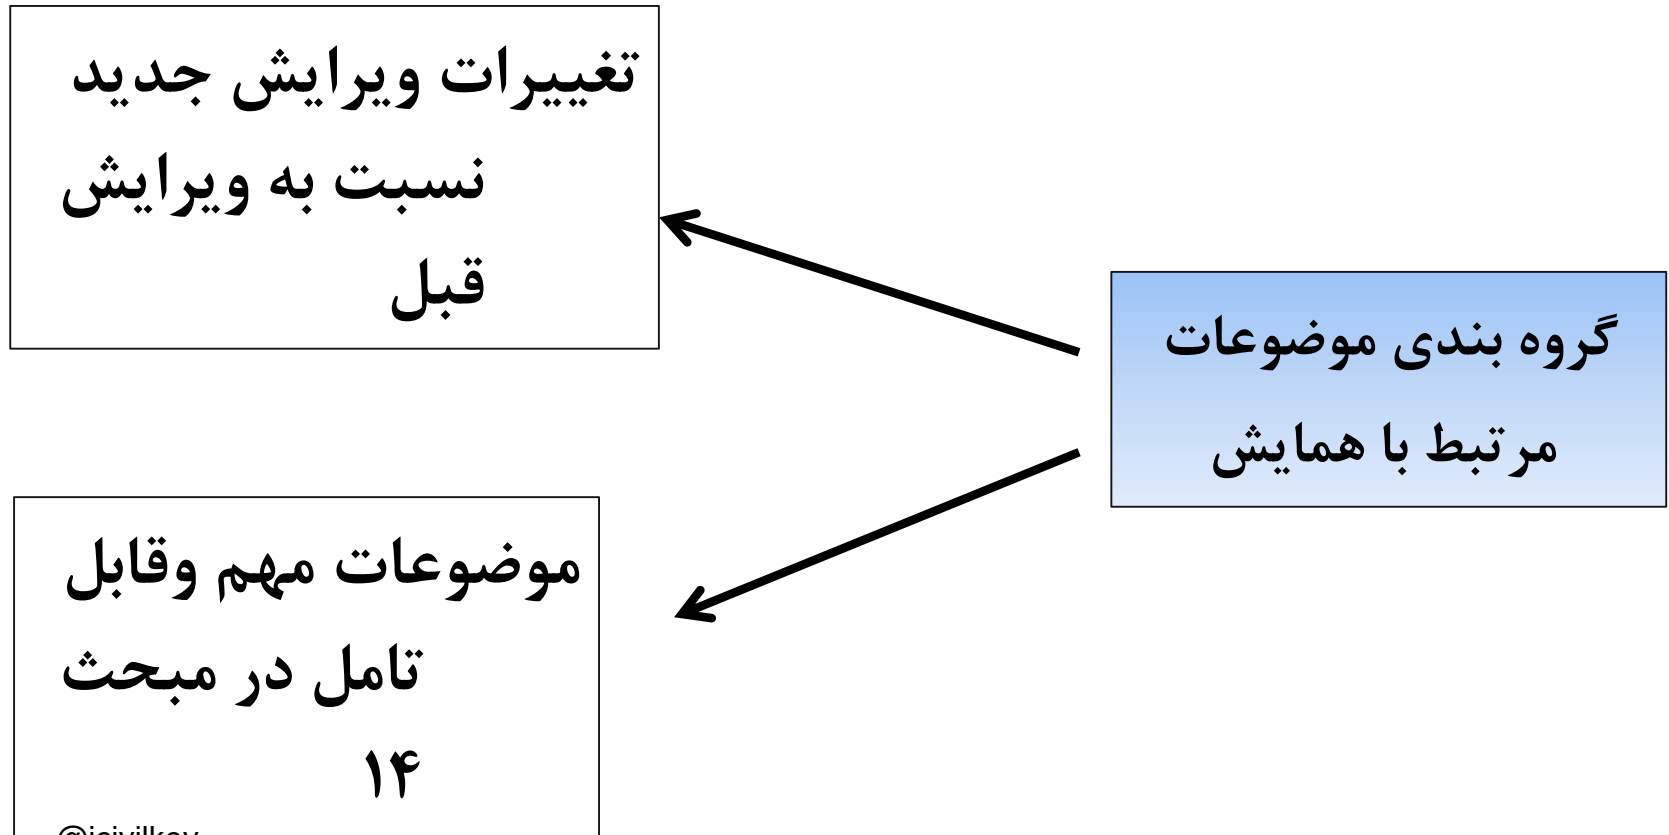 گروه بندی موضوعات
مرتبط با همایش
تغییرات ویرایش جدید
نسبت به ویرایش
قبل
موضوعات مهم وقابل
تامل در مبحث
۱۴